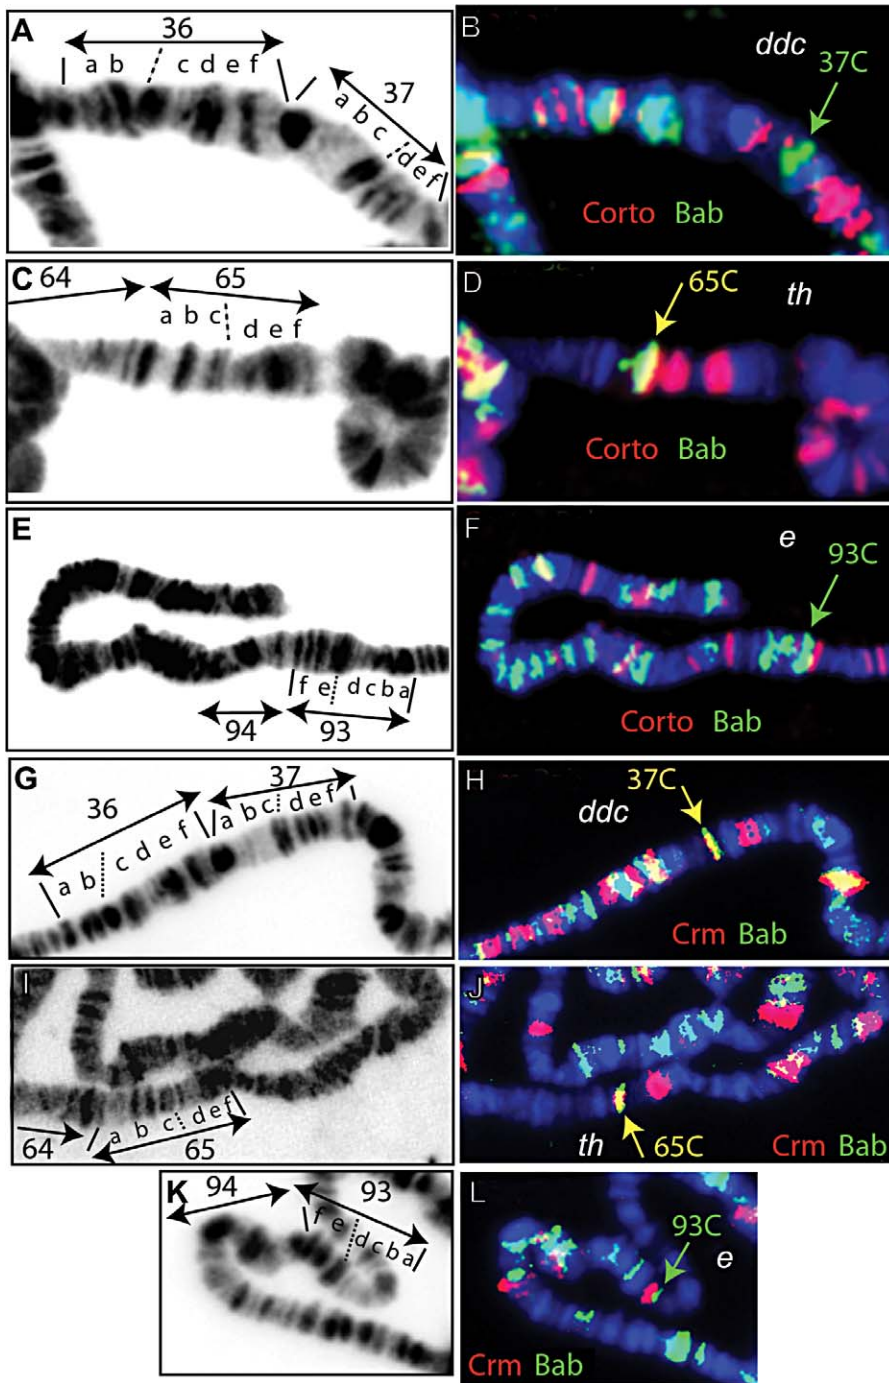 A
36
a b c d e f
37
a b c d e f
B
ddc
37C
Corto Bab
C
64
65
a b c d e f
D
65C
th
Corto Bab
E
f e d c b a
94 93
F
e
93C
Corto Bab
G
36
37
a b c d e f
a b c d e f
H
37C
ddc
Crm Bab
I
a b c d e f
64
65
J
th
65C
Crm Bab
K
94
93
f e d c b a
L
93C
e
Crm Bab